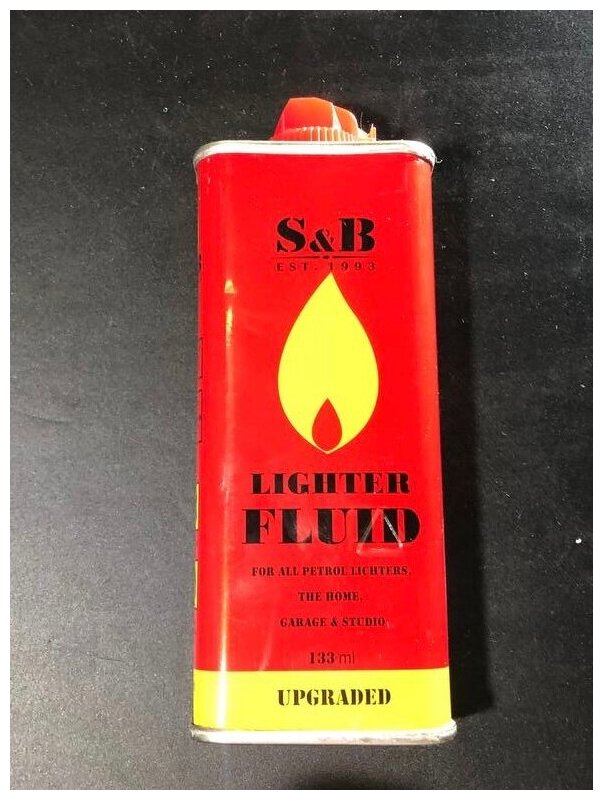 S&B
EST. 1993
LIGHTER
FLUID
FOR ALL PETROL LIGHTERS,
THE HOME,
GARAGE & STUDIO
133 ml
UPGRADED